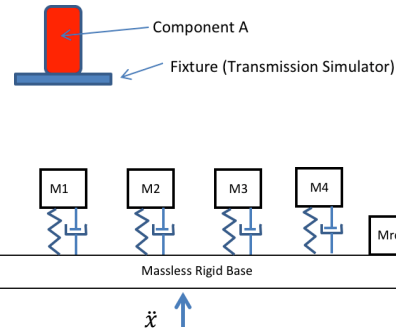 Component A
Fixture (Transmission Simulator)
M1
M2
M3
M4
Massless Rigid Base
ẍ